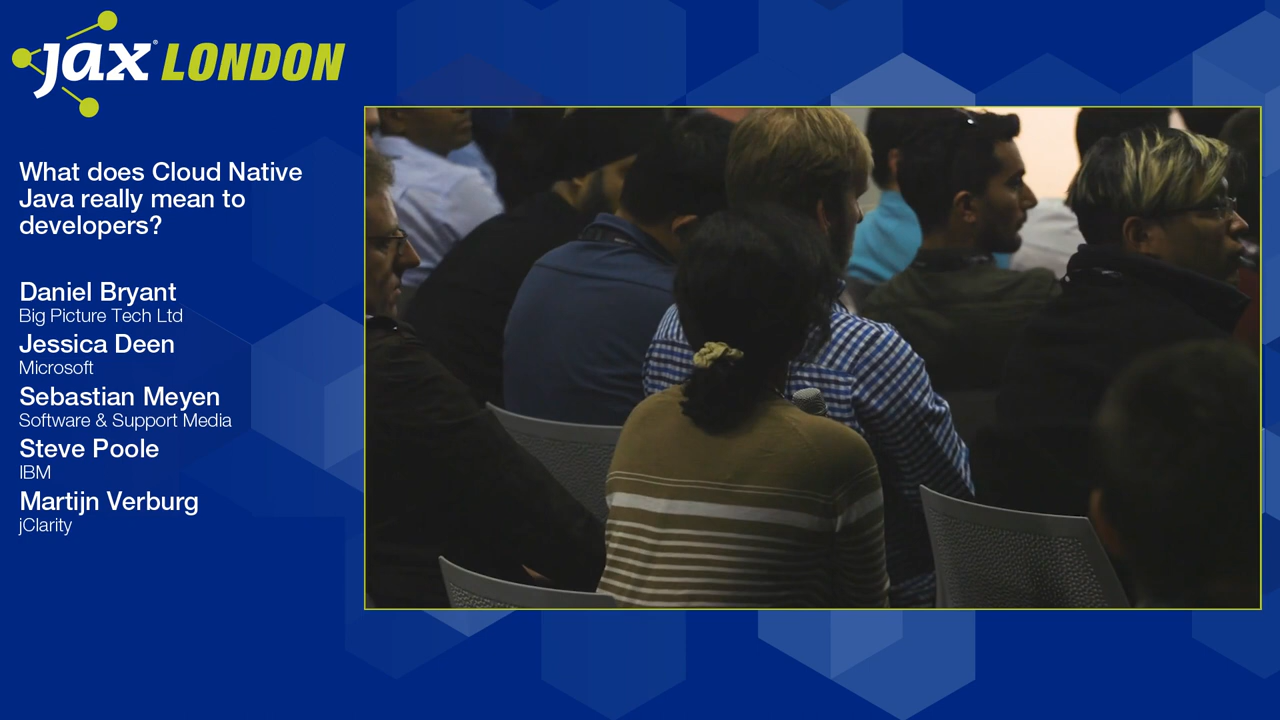 jax® LONDON
What does Cloud Native
Java really mean to
developers?
Daniel Bryant
Big Picture Tech Ltd
Jessica Deen
Microsoft
Sebastian Meyen
Software & Support Media
Steve Poole
IBM
Martijn Verburg
jClarity